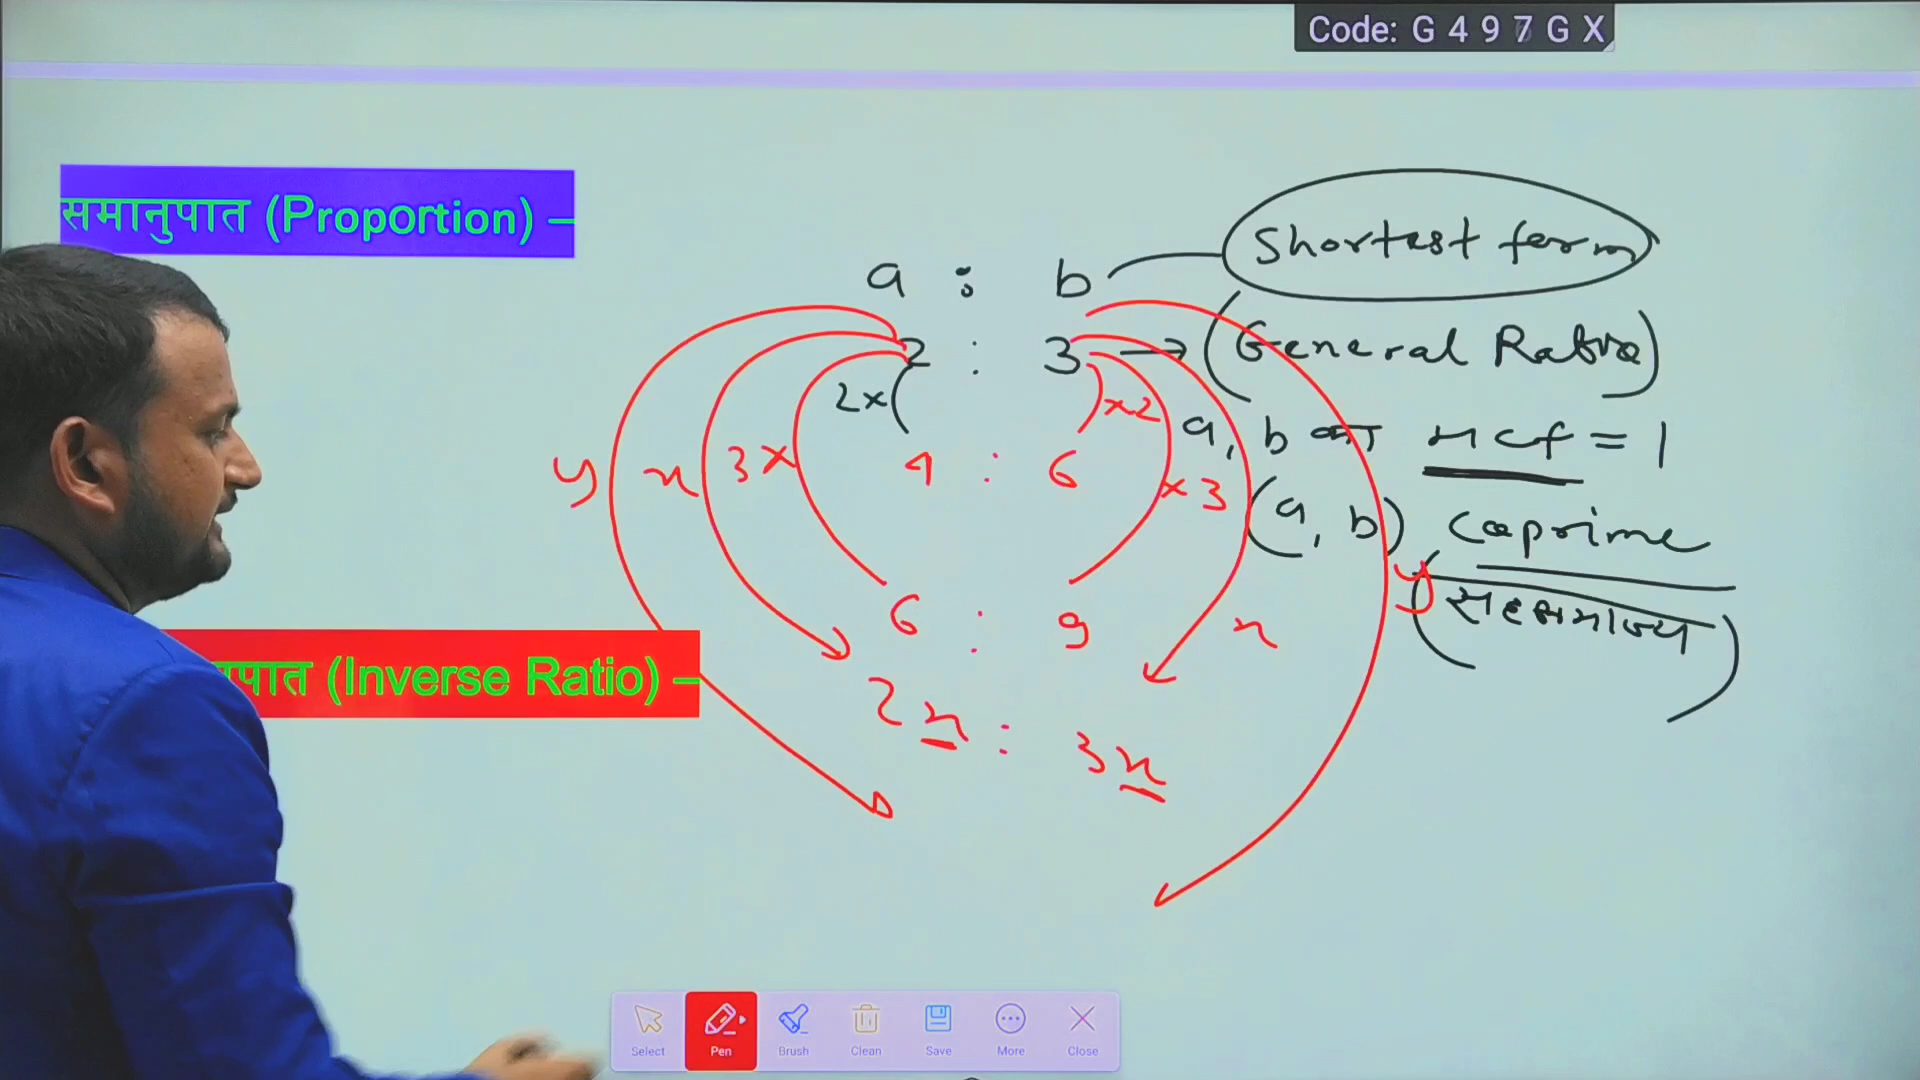 Code: G 4 9 7 G X
समानुपात (Proportion) –
Shortest form
a : b
2 : 3 → (General Ratio)
2x( )x2
a, b का HCF = 1
y x 3x 4 : 6 x3
(a, b) Coprime
y
(सहअभाज्य)
6 : 9 x
पात (Inverse Ratio) –
2x : 3x
Select
Pen
Brush
Clean
Save
More
Close